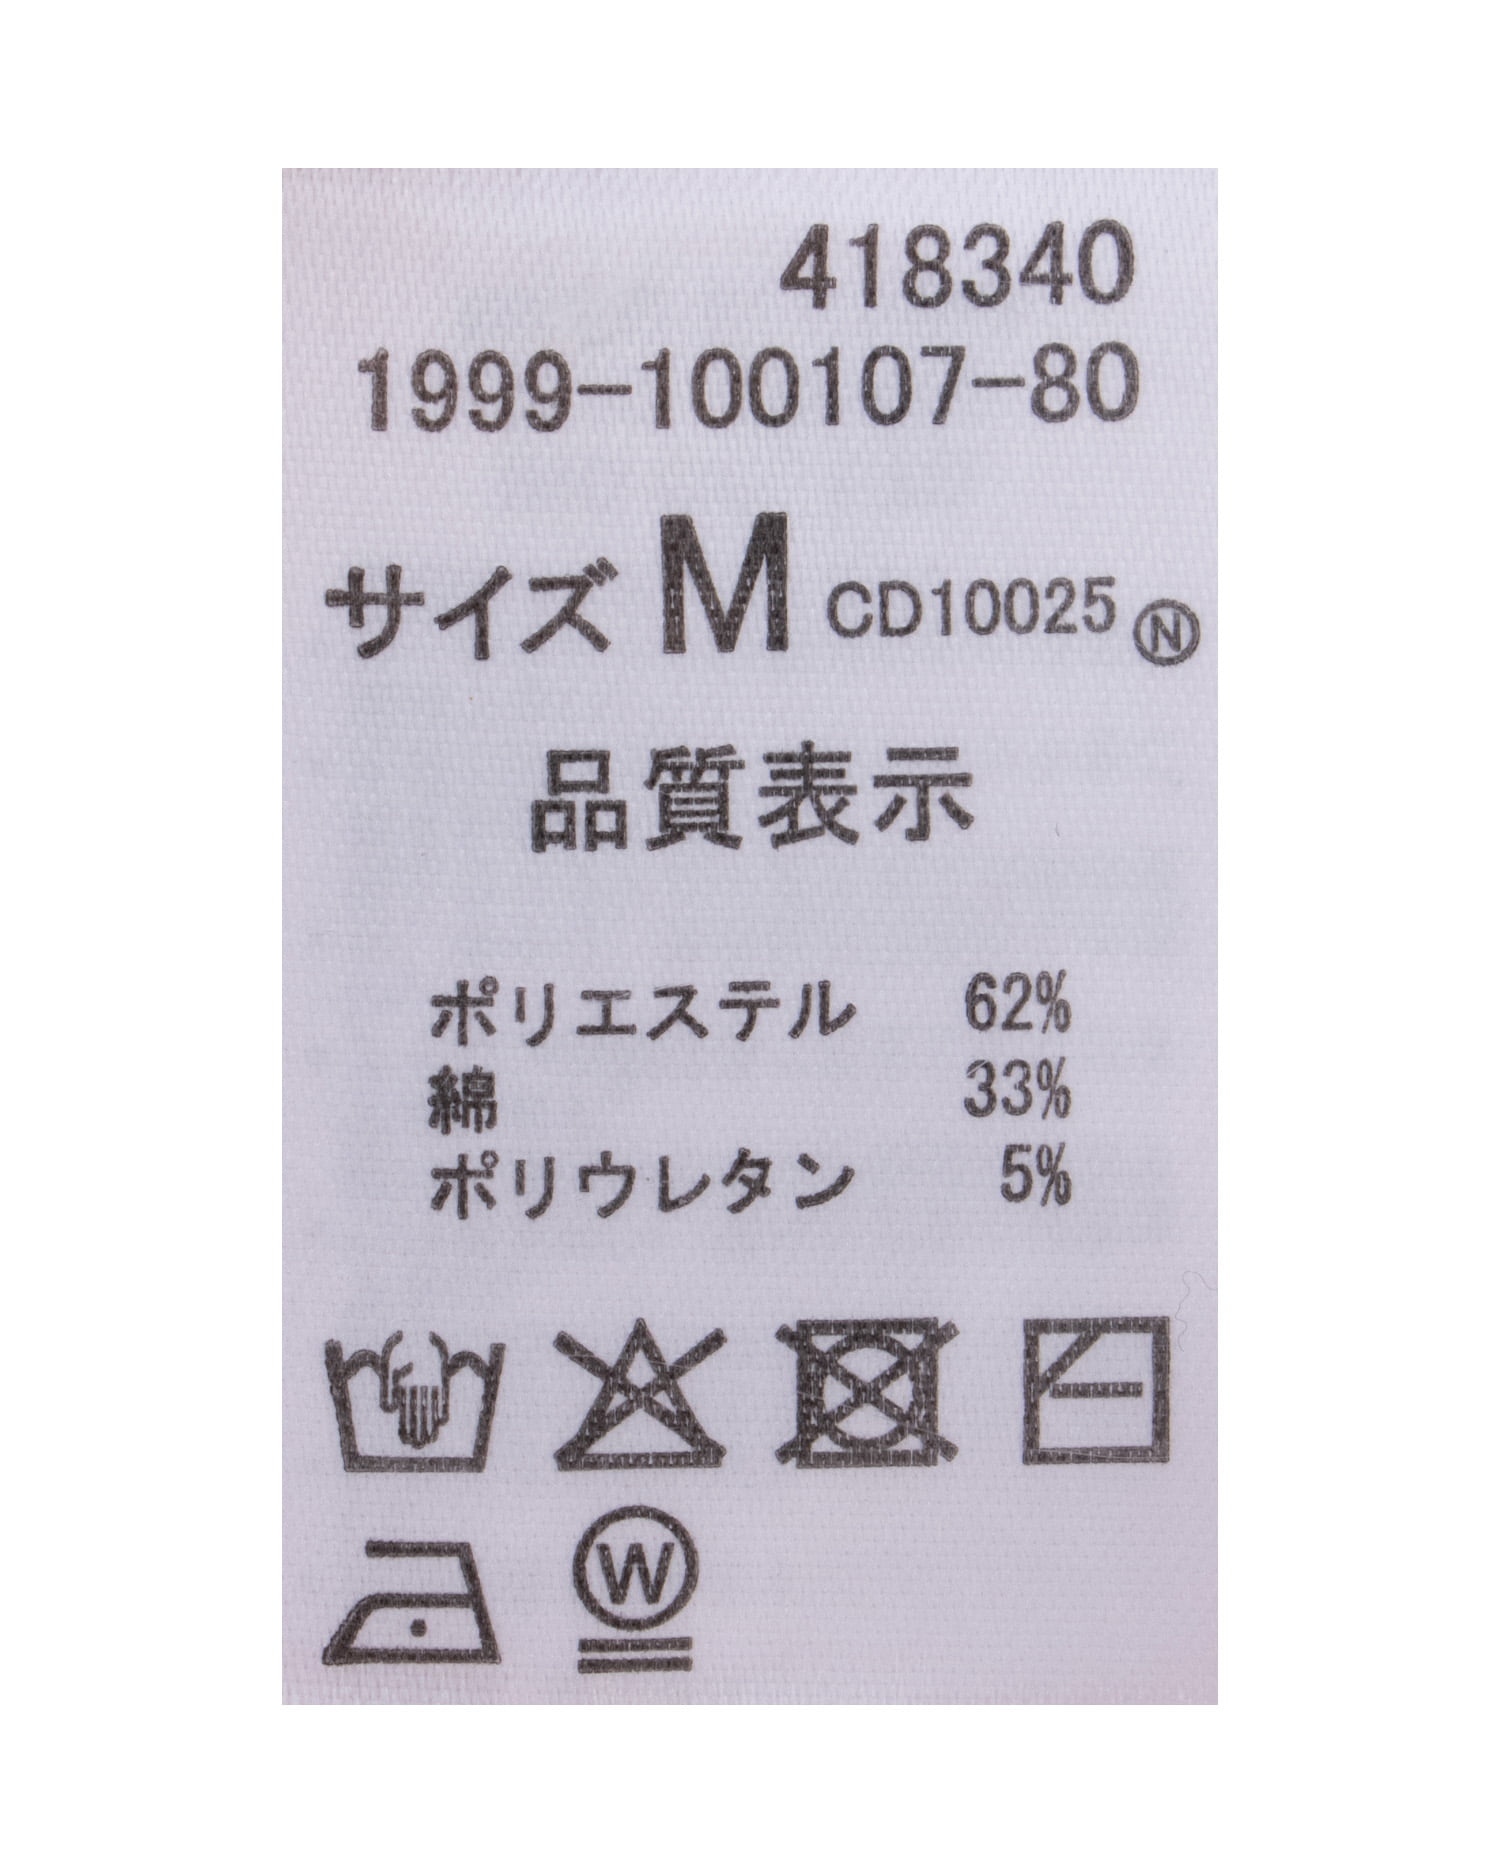 418340
1999-100107-80
サイズ M CD10025 Ⓝ
品質表示
ポリエステル 62%
綿 33%
ポリウレタン 5%
W